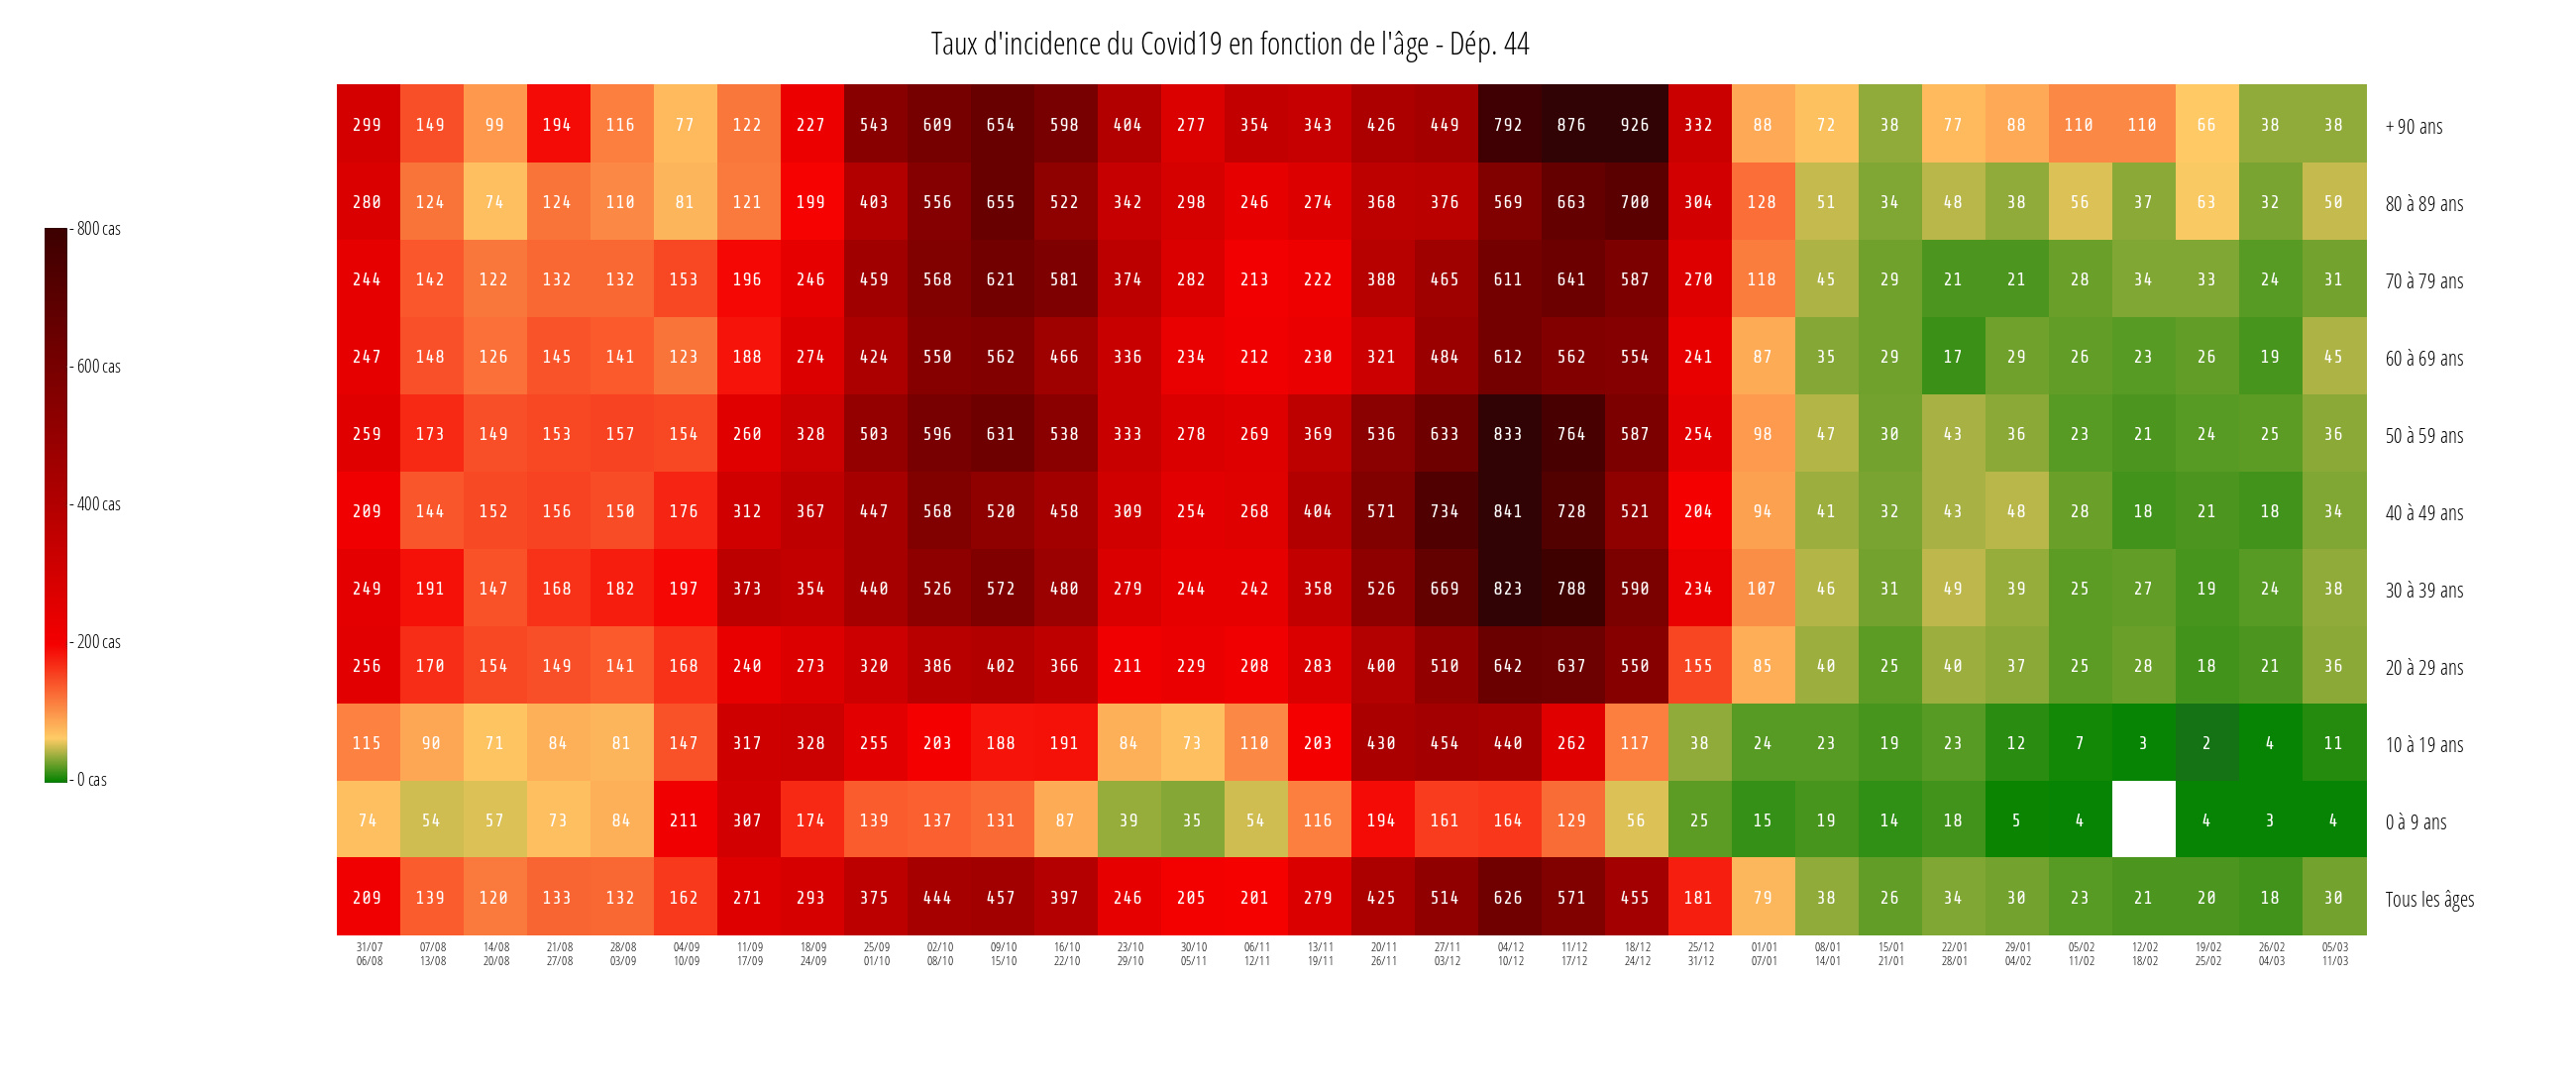 Taux d'incidence du Covid19 en fonction de l'âge - Dép. 44
- 800 cas
- 600 cas
- 400 cas
- 200 cas
- 0 cas
299 149 99 194 116 77 122 227 543 609 654 598 404 277 354 343 426 449 792 876 926 332 88 72 38 77 88 110 110 66 38 38 + 90 ans
280 124 74 124 110 81 121 199 403 556 655 522 342 298 246 274 368 376 569 663 700 304 128 51 34 48 38 56 37 63 32 50 80 à 89 ans
244 142 122 132 132 153 196 246 459 568 621 581 374 282 213 222 388 465 611 641 587 270 118 45 29 21 21 28 34 33 24 31 70 à 79 ans
247 148 126 145 141 123 188 274 424 550 562 466 336 234 212 230 321 484 612 562 554 241 87 35 29 17 29 26 23 26 19 45 60 à 69 ans
259 173 149 153 157 154 260 328 503 596 631 538 333 278 269 369 536 633 833 764 587 254 98 47 30 43 36 23 21 24 25 36 50 à 59 ans
209 144 152 156 150 176 312 367 447 568 520 458 309 254 268 404 571 734 841 728 521 204 94 41 32 43 48 28 18 21 18 34 40 à 49 ans
249 191 147 168 182 197 373 354 440 526 572 480 279 244 242 358 526 669 823 788 590 234 107 46 31 49 39 25 27 19 24 38 30 à 39 ans
256 170 154 149 141 168 240 273 320 386 402 366 211 229 208 283 400 510 642 637 550 155 85 40 25 40 37 25 28 18 21 36 20 à 29 ans
115 90 71 84 81 147 317 328 255 203 188 191 84 73 110 203 430 454 440 262 117 38 24 23 19 23 12 7 3 2 4 11 10 à 19 ans
74 54 57 73 84 211 307 174 139 137 131 87 39 35 54 116 194 161 164 129 56 25 15 19 14 18 5 4 4 3 4 0 à 9 ans
209 139 120 133 132 162 271 293 375 444 457 397 246 205 201 279 425 514 626 571 455 181 79 38 26 34 30 23 21 20 18 30 Tous les âges
31/07 07/08 14/08 21/08 28/08 04/09 11/09 18/09 25/09 02/10 09/10 16/10 23/10 30/10 06/11 13/11 20/11 27/11 04/12 11/12 18/12 25/12 01/01 08/01 15/01 22/01 29/01 05/02 12/02 19/02 26/02 05/03
06/08 13/08 20/08 27/08 03/09 10/09 17/09 24/09 01/10 08/10 15/10 22/10 29/10 05/11 12/11 19/11 26/11 03/12 10/12 17/12 24/12 31/12 07/01 14/01 21/01 28/01 04/02 11/02 18/02 25/02 04/03 11/03